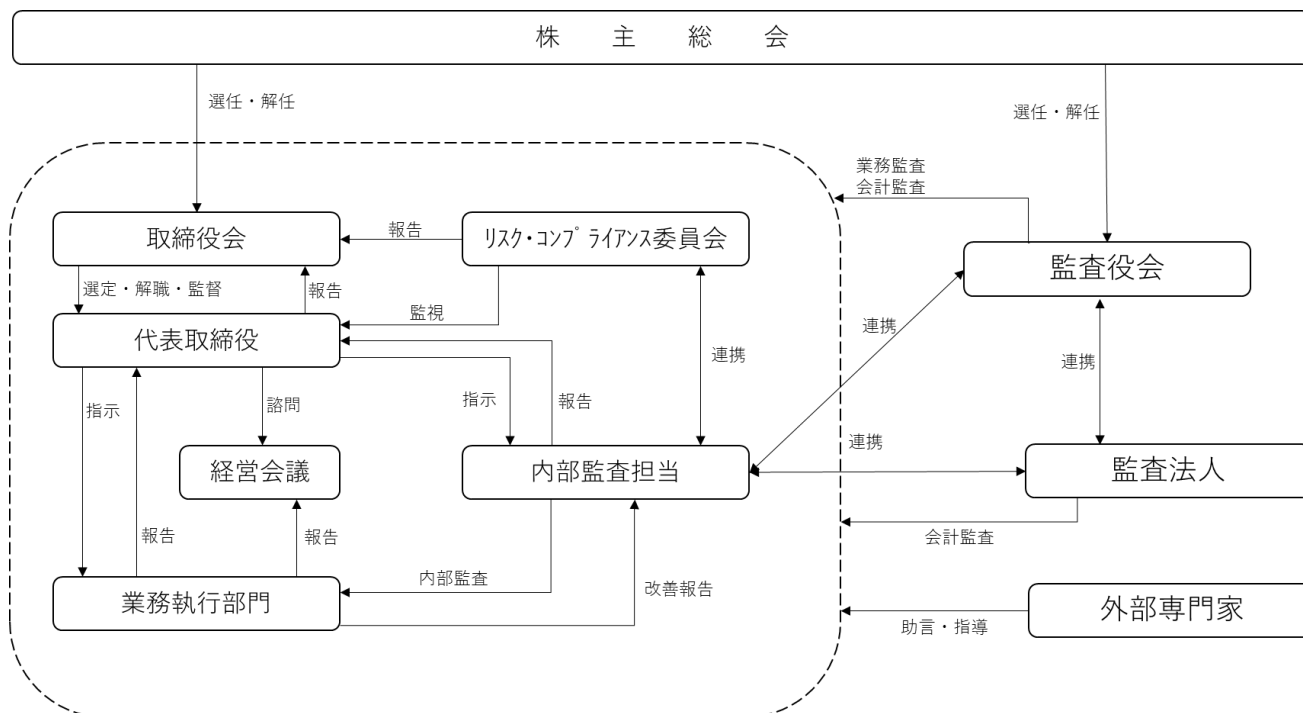 株主総会
選任・解任
選任・解任
業務監査
会計監査
取締役会
報告
リスク・コンプライアンス委員会
監査役会
選定・解職・監督
報告
監視
代表取締役
連携
連携
連携
指示
諮問
指示
報告
経営会議
内部監査担当
連携
監査法人
報告
報告
会計監査
内部監査
改善報告
業務執行部門
外部専門家
助言・指導